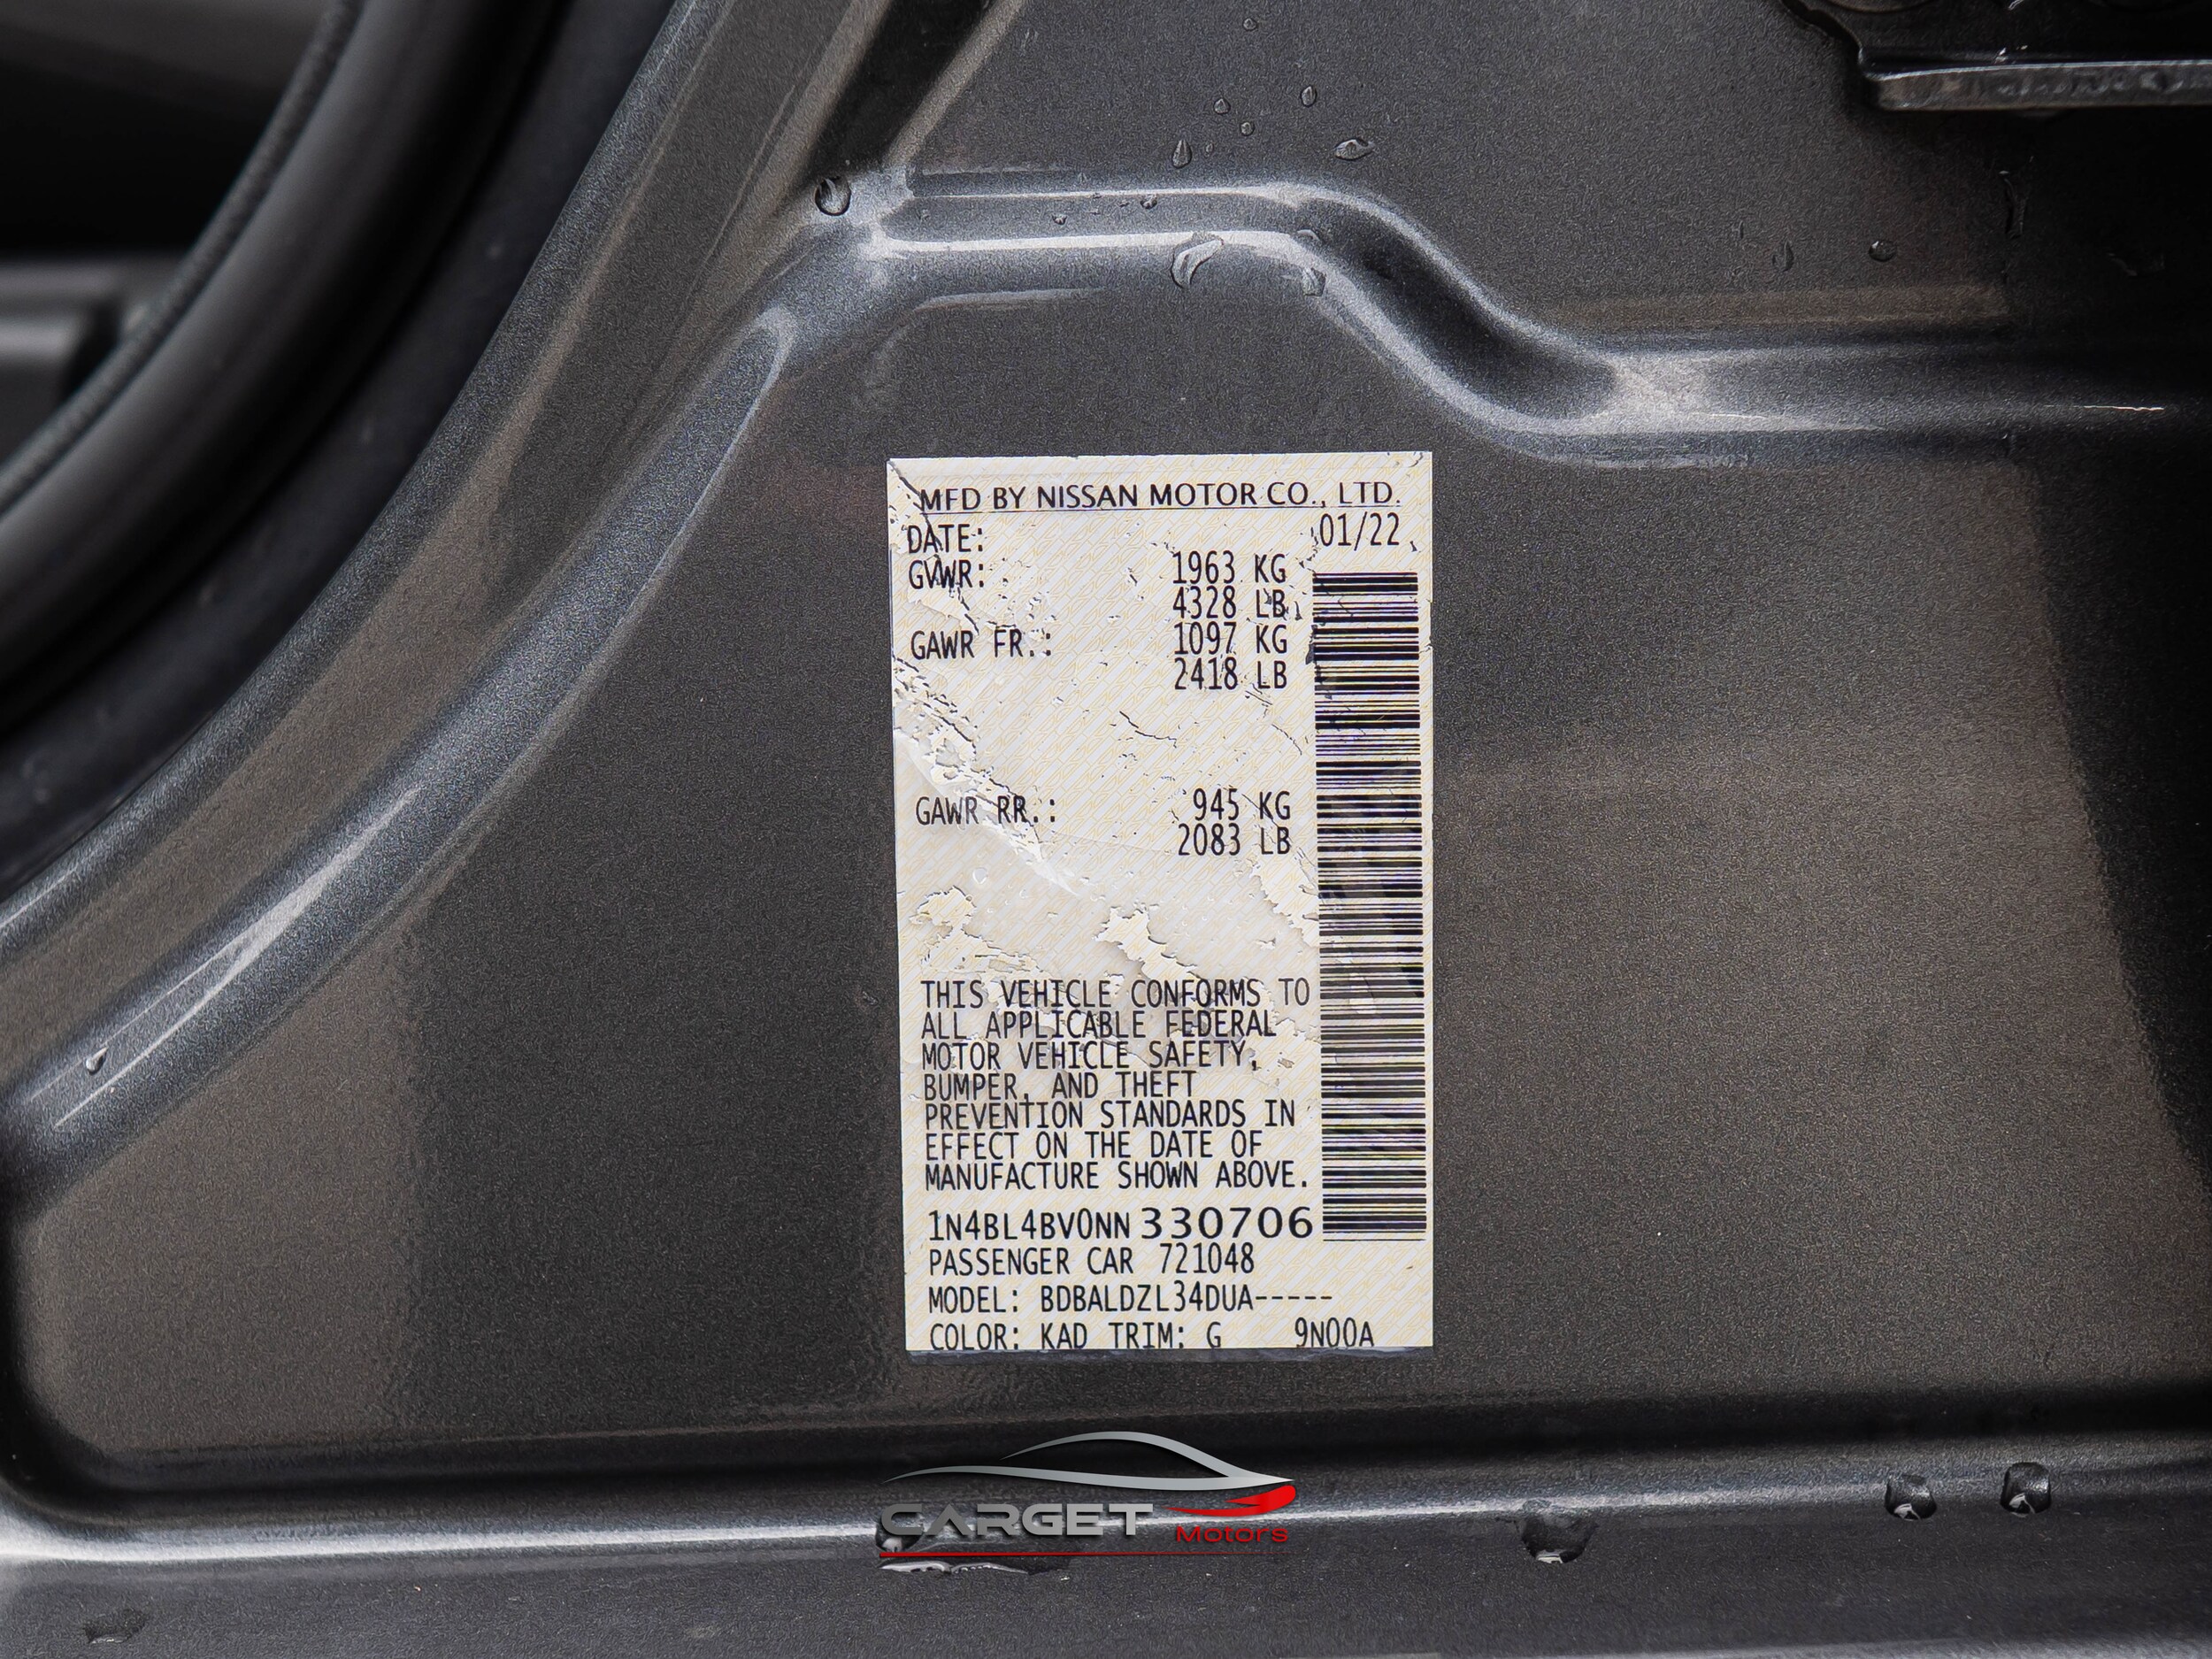 MFD BY NISSAN MOTOR CO., LTD.
DATE: 01/22
GVWR: 1963 KG
4328 LB
GAWR FR.: 1097 KG
2418 LB
GAWR RR.: 945 KG
2083 LB
THIS VEHICLE CONFORMS TO
ALL APPLICABLE FEDERAL
MOTOR VEHICLE SAFETY,
BUMPER, AND THEFT
PREVENTION STANDARDS IN
EFFECT ON THE DATE OF
MANUFACTURE SHOWN ABOVE.
1N4BL4BV0NN330706
PASSENGER CAR 721048
MODEL: BDBALDZL34DUA-----
COLOR: KAD TRIM: G 9N00A
CARGET
Motors